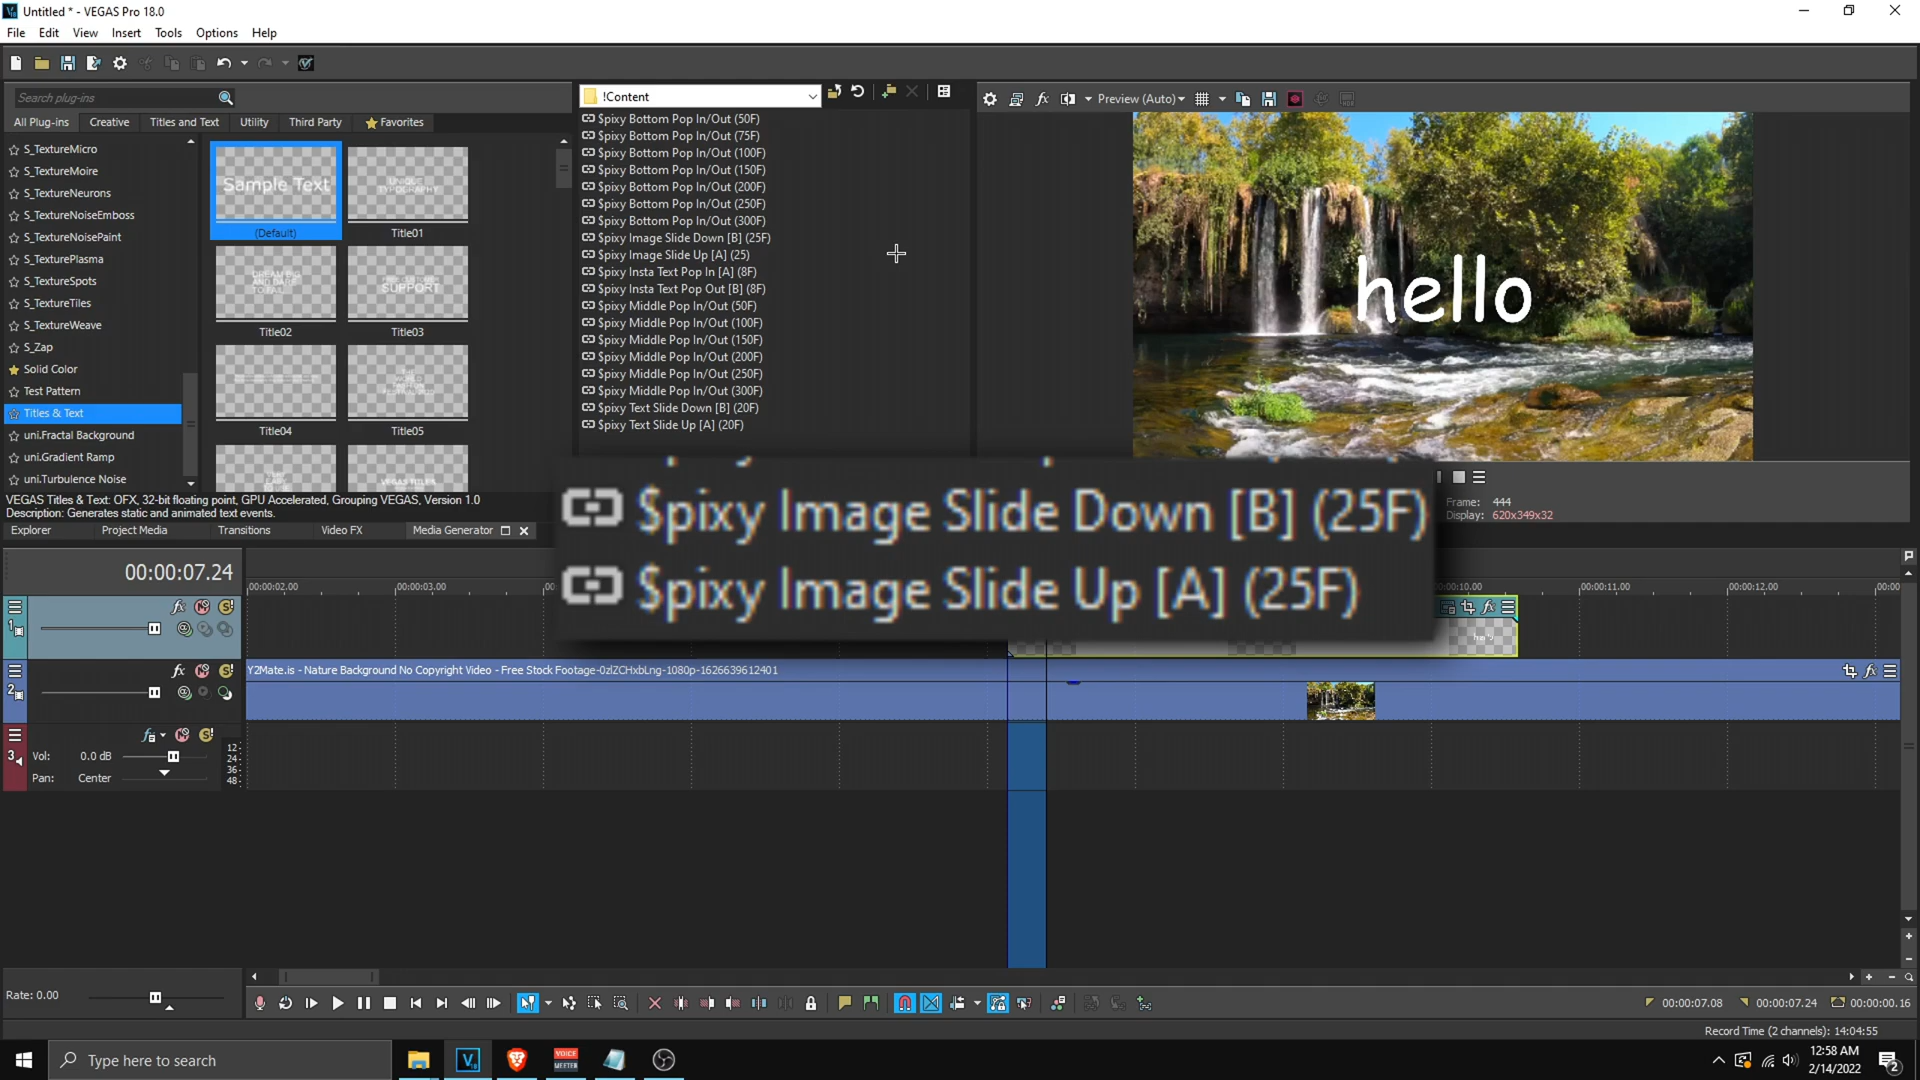 Untitled * - VEGAS Pro 18.0
File Edit View Insert Tools Options Help
Search plug-ins
All Plug-ins Creative Titles and Text Utility Third Party Favorites
S_TextureMicro
S_TextureMoire
S_TextureNeurons
S_TextureNoiseEmboss
S_TextureNoisePaint
S_TexturePlasma
S_TextureSpots
S_TextureTiles
S_TextureWeave
S_Zap
Solid Color
Test Pattern
Titles & Text
uni.Fractal Background
uni.Gradient Ramp
uni.Turbulence Noise
Sample Text
UNIQUE TYPOGRAPHY
(Default) Title01
SUPPORT
Title02 Title03
Title04 Title05
VEGAS Titles & Text: OFX, 32-bit floating point, GPU Accelerated, Grouping VEGAS, Version 1.0
Description: Generates static and animated text events.
Explorer Project Media Transitions Video FX Media Generator
!Content
$pixy Bottom Pop In/Out (50F)
$pixy Bottom Pop In/Out (75F)
$pixy Bottom Pop In/Out (100F)
$pixy Bottom Pop In/Out (150F)
$pixy Bottom Pop In/Out (200F)
$pixy Bottom Pop In/Out (250F)
$pixy Bottom Pop In/Out (300F)
$pixy Image Slide Down [B] (25F)
$pixy Image Slide Up [A] (25)
$pixy Insta Text Pop In [A] (8F)
$pixy Insta Text Pop Out [B] (8F)
$pixy Middle Pop In/Out (50F)
$pixy Middle Pop In/Out (100F)
$pixy Middle Pop In/Out (150F)
$pixy Middle Pop In/Out (200F)
$pixy Middle Pop In/Out (250F)
$pixy Middle Pop In/Out (300F)
$pixy Text Slide Down [B] (20F)
$pixy Text Slide Up [A] (20F)
Preview (Auto)
hello
Frame: 444
Display: 620x349x32
$pixy Image Slide Down [B] (25F)
$pixy Image Slide Up [A] (25F)
00:00:07.24
00:00:02.00 00:00:03.00 00:00:10.00 00:00:11.00 00:00:12.00
1
2
Y2Mate.is - Nature Background No Copyright Video - Free Stock Footage-0zlZCHxbLng-1080p-1626639612401
3
Vol: 0.0 dB
Pan: Center
12
24
36
48
Rate: 0.00
00:00:07.08 00:00:07.24 00:00:00.16
Record Time (2 channels): 14:04:55
Type here to search
VOICE MEETER
12:58 AM
2/14/2022
2